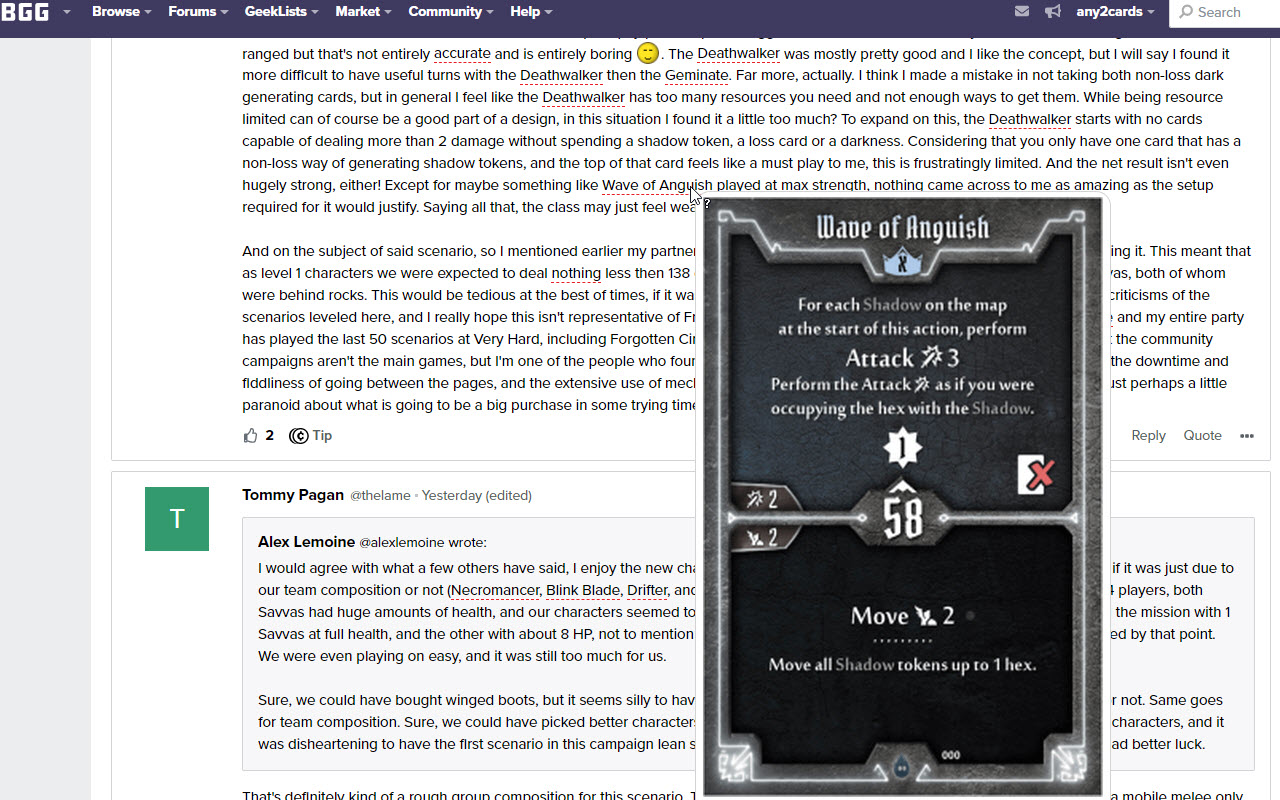 BGG Browse Forums GeekLists Market Community Help any2cards Search
ranged but that's not entirely accurate and is entirely boring . The Deathwalker was mostly pretty good and I like the concept, but I will say I found it
more difficult to have useful turns with the Deathwalker then the Geminate. Far more, actually. I think I made a mistake in not taking both non-loss dark
generating cards, but in general I feel like the Deathwalker has too many resources you need and not enough ways to get them. While being resource
limited can of course be a good part of a design, in this situation I found it a little too much? To expand on this, the Deathwalker starts with no cards
capable of dealing more than 2 damage without spending a shadow token, a loss card or a darkness. Considering that you only have one card that has a
non-loss way of generating shadow tokens, and the top of that card feels like a must play to me, this is frustratingly limited. And the net result isn't even
hugely strong, either! Except for maybe something like Wave of Anguish played at max strength, nothing came across to me as amazing as the setup
required for it would justify. Saying all that, the class may just feel
And on the subject of said scenario, so I mentioned earlier my partner ing it. This meant that
as level 1 characters we were expected to deal nothing less then 138 as, both of whom
were behind rocks. This would be tedious at the best of times, if it wa criticisms of the
scenarios leveled here, and I really hope this isn't representative of Fr and my entire party
has played the last 50 scenarios at Very Hard, including Forgotten Cir the community
campaigns aren't the main games, but I'm one of the people who four the downtime and
fiddliness of going between the pages, and the extensive use of mech ust perhaps a little
paranoid about what is going to be a big purchase in some trying time
2 Tip Reply Quote •••
T
Tommy Pagan @thelame · Yesterday (edited)
Alex Lemoine @alexlemoine wrote:
I would agree with what a few others have said, I enjoy the new cha if it was just due to
our team composition or not (Necromancer, Blink Blade, Drifter, and 4 players, both
Savvas had huge amounts of health, and our characters seemed to the mission with 1
Savvas at full health, and the other with about 8 HP, not to mention ed by that point.
We were even playing on easy, and it was still too much for us.
Sure, we could have bought winged boots, but it seems silly to hav r not. Same goes
for team composition. Sure, we could have picked better characters characters, and it
was disheartening to have the first scenario in this campaign lean s ad better luck.
That's definitely kind of a rough group composition for this scenario. T a mobile melee only
?
Wave of Anguish
X
For each Shadow on the map
at the start of this action, perform
Attack 3
Perform the Attack as if you were
occupying the hex with the Shadow.
1
2
58
2
Move 2
Move all Shadow tokens up to 1 hex.
000